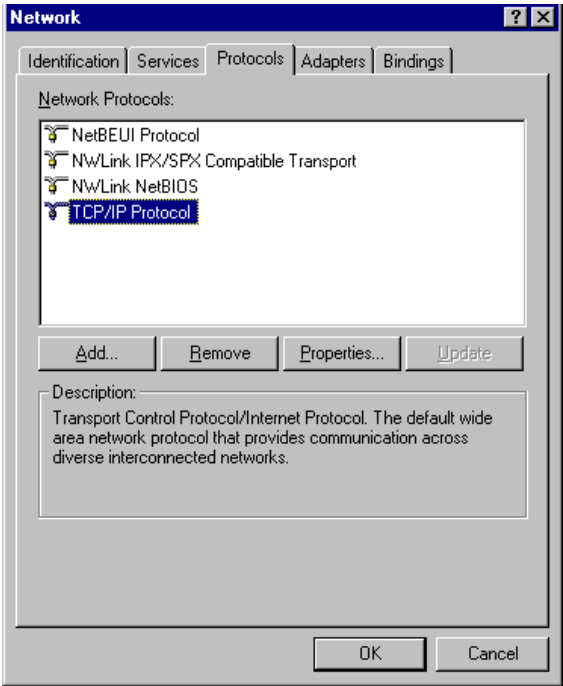 Network
Identification Services Protocols Adapters Bindings
Network Protocols:
NetBEUI Protocol
NWLink IPX/SPX Compatible Transport
NWLink NetBIOS
TCP/IP Protocol
Add... Remove Properties... Update
Description:
Transport Control Protocol/Internet Protocol. The default wide
area network protocol that provides communication across
diverse interconnected networks.
OK Cancel